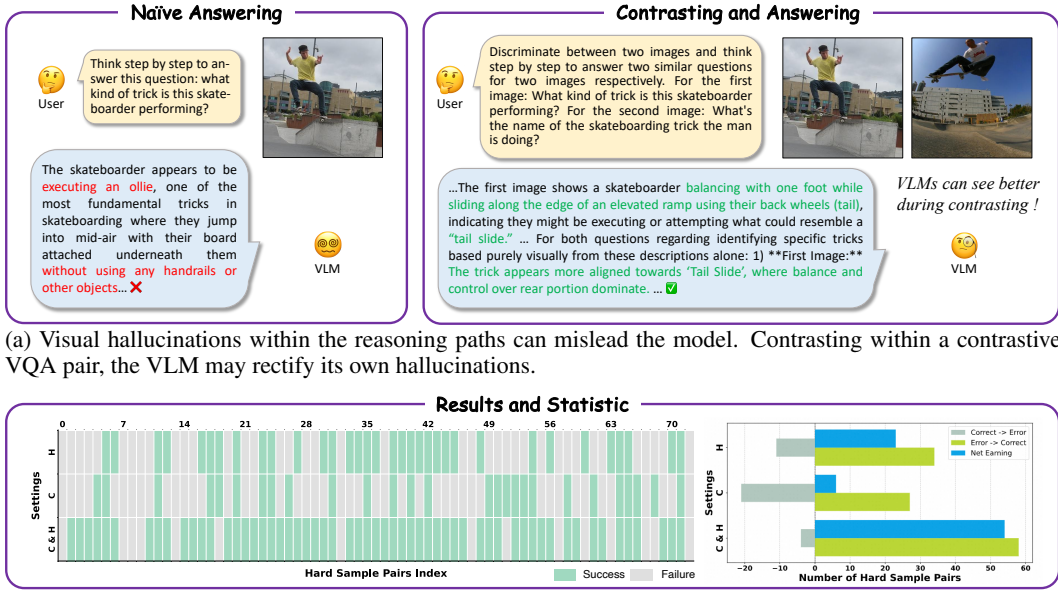 Naïve Answering
Think step by step to an-
swer this question: what
kind of trick is this skate-
boarder performing?
User
The skateboarder appears to be
executing an ollie, one of the
most fundamental tricks in
skateboarding where they jump
into mid-air with their board
attached underneath them
without using any handrails or
other objects...
VLM
Contrasting and Answering
Discriminate between two images and think
step by step to answer two similar questions
for two images respectively. For the first
image: What kind of trick is this skateboarder
performing? For the second image: What's
the name of the skateboarding trick the man
is doing?
User
...The first image shows a skateboarder balancing with one foot while
sliding along the edge of an elevated ramp using their back wheels (tail),
indicating they might be executing or attempting what could resemble a
“tail slide.” ... For both questions regarding identifying specific tricks
based purely visually from these descriptions alone: 1) **First Image:**
The trick appears more aligned towards ‘Tail Slide’, where balance and
control over rear portion dominate. ...
VLMs can see better
during contrasting !
VLM
(a) Visual hallucinations within the reasoning paths can mislead the model. Contrasting within a contrastive
VQA pair, the VLM may rectify its own hallucinations.
Results and Statistic
0 7 14 21 28 35 42 49 56 63 70
Settings
H
C
C & H
Hard Sample Pairs Index
Success
Failure
Settings
H
C
C & H
Correct -> Error
Error -> Correct
Net Earning
−20 −10 0 10 20 30 40 50 60
Number of Hard Sample Pairs